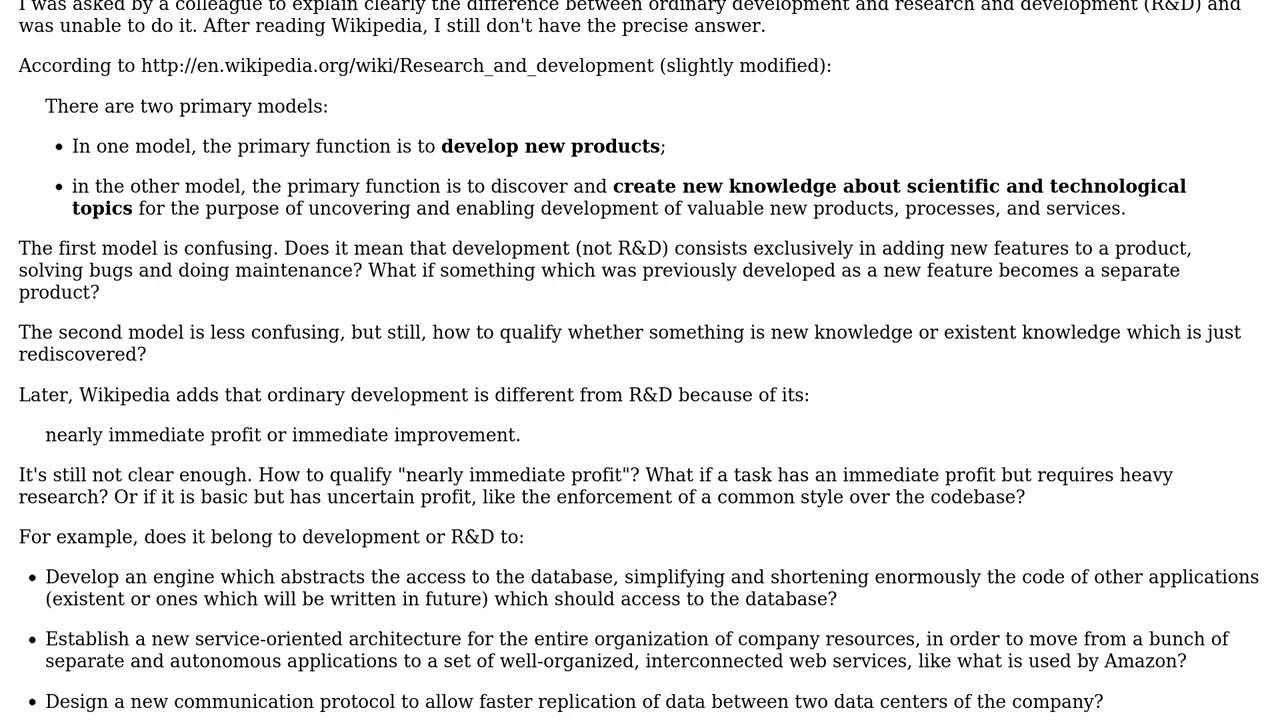 I was asked by a colleague to explain clearly the difference between ordinary development and research and development (R&D) and
was unable to do it. After reading Wikipedia, I still don't have the precise answer.
According to http://en.wikipedia.org/wiki/Research_and_development (slightly modified):
There are two primary models:
• In one model, the primary function is to develop new products;
• in the other model, the primary function is to discover and create new knowledge about scientific and technological
topics for the purpose of uncovering and enabling development of valuable new products, processes, and services.
The first model is confusing. Does it mean that development (not R&D) consists exclusively in adding new features to a product,
solving bugs and doing maintenance? What if something which was previously developed as a new feature becomes a separate
product?
The second model is less confusing, but still, how to qualify whether something is new knowledge or existent knowledge which is just
rediscovered?
Later, Wikipedia adds that ordinary development is different from R&D because of its:
nearly immediate profit or immediate improvement.
It's still not clear enough. How to qualify "nearly immediate profit"? What if a task has an immediate profit but requires heavy
research? Or if it is basic but has uncertain profit, like the enforcement of a common style over the codebase?
For example, does it belong to development or R&D to:
• Develop an engine which abstracts the access to the database, simplifying and shortening enormously the code of other applications
(existent or ones which will be written in future) which should access to the database?
• Establish a new service-oriented architecture for the entire organization of company resources, in order to move from a bunch of
separate and autonomous applications to a set of well-organized, interconnected web services, like what is used by Amazon?
• Design a new communication protocol to allow faster replication of data between two data centers of the company?